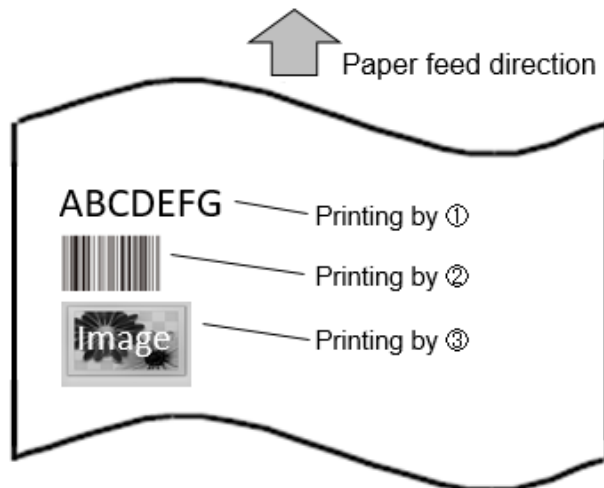 Paper feed direction
ABCDEFG
Printing by ①
Printing by ②
Image
Printing by ③